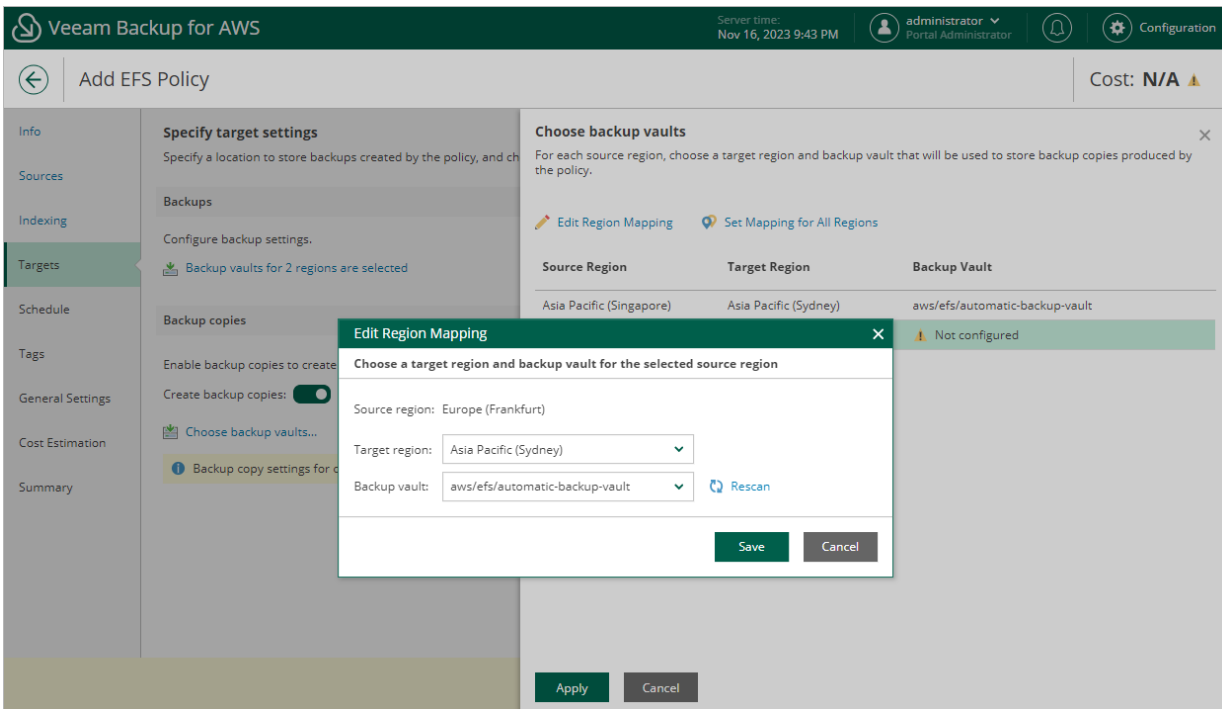 Veeam Backup for AWS
Server time:
Nov 16, 2023 9:43 PM
administrator
Portal Administrator
Configuration
Add EFS Policy
Cost: N/A
Info
Sources
Indexing
Targets
Schedule
Tags
General Settings
Cost Estimation
Summary
Specify target settings
Specify a location to store backups created by the policy, and ch
Backups
Configure backup settings.
Backup vaults for 2 regions are selected
Backup copies
Enable backup copies to create
Create backup copies:
Choose backup vaults...
Backup copy settings for c
Choose backup vaults
For each source region, choose a target region and backup vault that will be used to store backup copies produced by
the policy.
Edit Region Mapping
Set Mapping for All Regions
Source Region Target Region Backup Vault
Asia Pacific (Singapore) Asia Pacific (Sydney) aws/efs/automatic-backup-vault
Not configured
Edit Region Mapping
Choose a target region and backup vault for the selected source region
Source region: Europe (Frankfurt)
Target region: Asia Pacific (Sydney)
Backup vault: aws/efs/automatic-backup-vault Rescan
Save Cancel
Apply Cancel